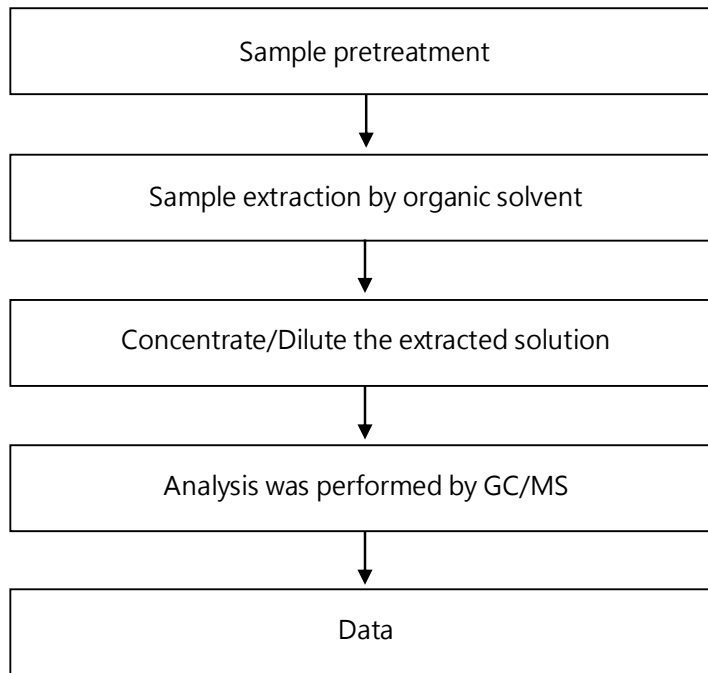 Sample pretreatment
Sample extraction by organic solvent
Concentrate/Dilute the extracted solution
Analysis was performed by GC/MS
Data